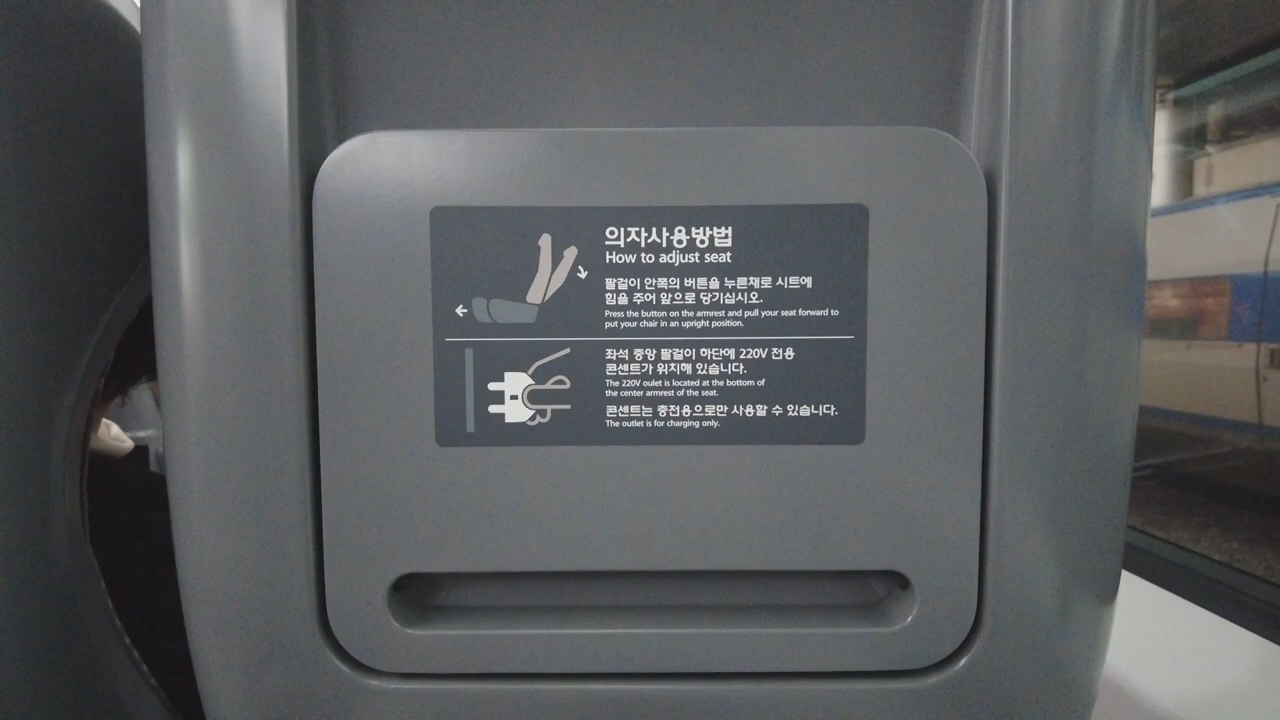 의자사용방법
How to adjust seat
팔걸이 안쪽의 버튼을 누른채로 시트에
힘을 주어 앞으로 당기십시오.
Press the button on the armrest and pull your seat forward to
put your chair in an upright position.
좌석 중앙 팔걸이 하단에 220V 전용
콘센트가 위치해 있습니다.
The 220V oulet is located at the bottom of
the center armrest of the seat.
콘센트는 충전용으로만 사용할 수 있습니다.
The outlet is for charging only.